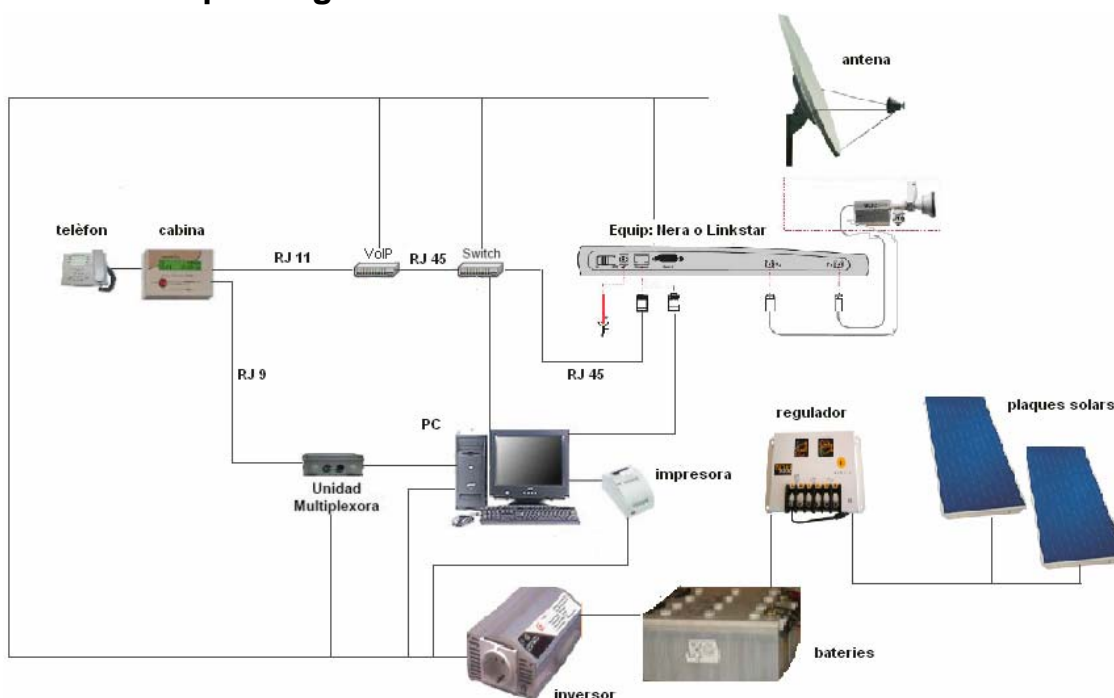 antena
telèfon
cabina
Equip: Nera o Linkstar
VoIP
Switch
RJ 11
RJ 45
RJ 9
RJ 45
PC
regulador
plaques solars
impresora
Unidad
Multiplexora
bateries
inversor